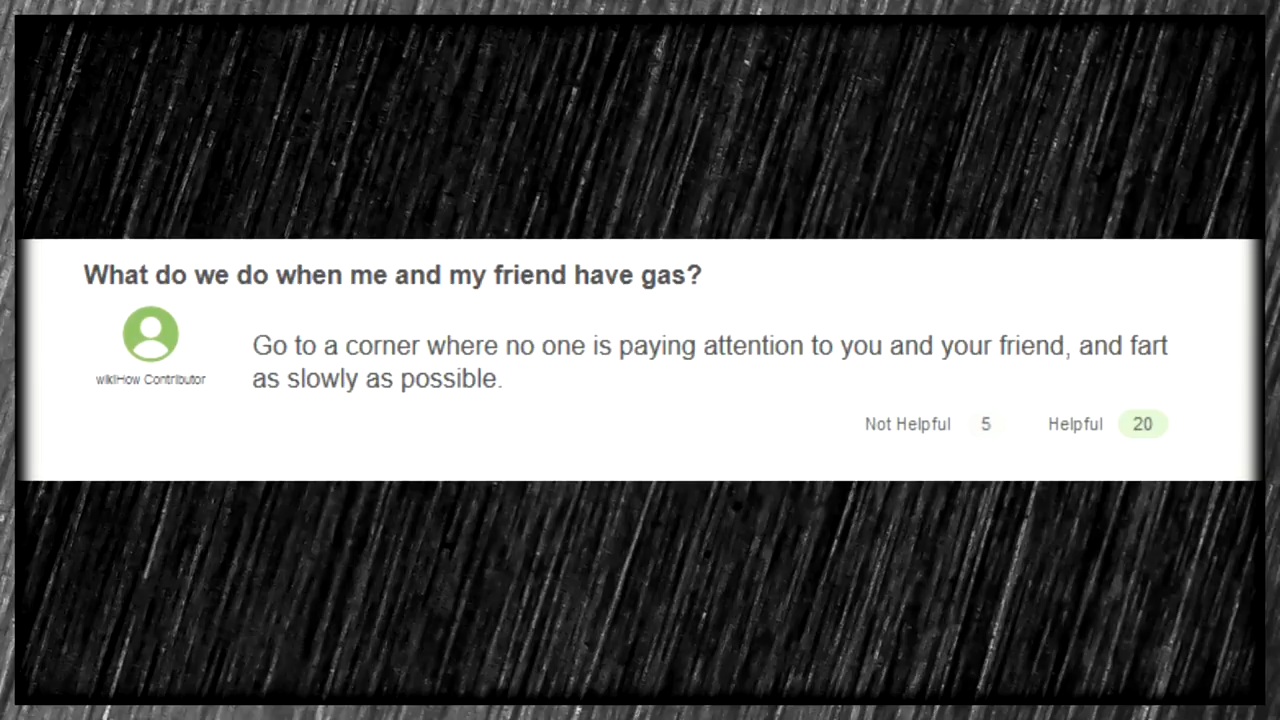 What do we do when me and my friend have gas?
Go to a corner where no one is paying attention to you and your friend, and fart
as slowly as possible.
wikiHow Contributor
Not Helpful 5 Helpful 20